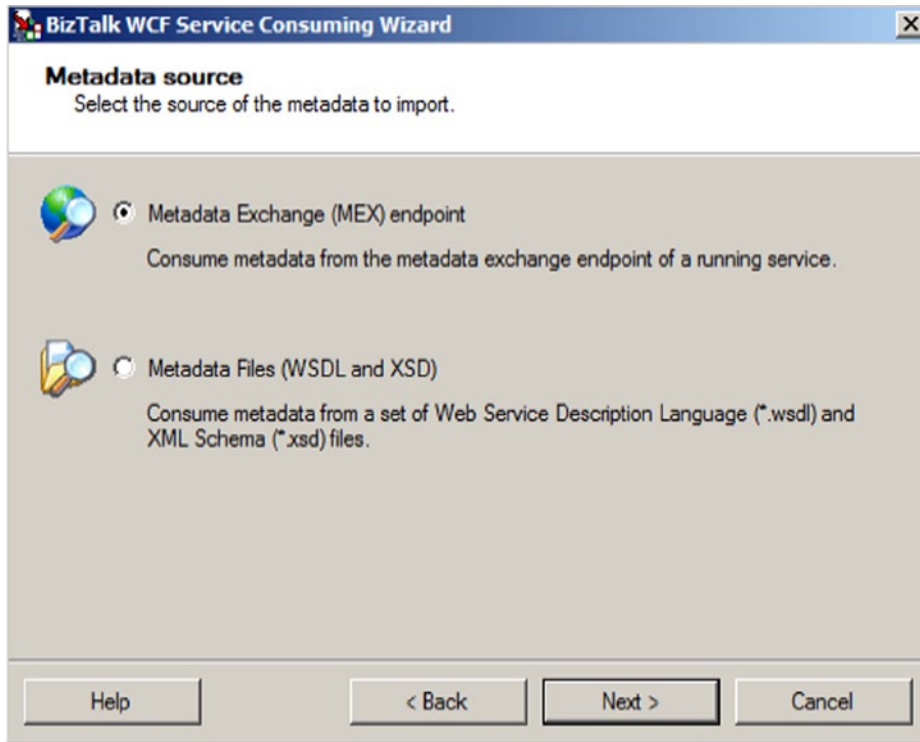 BizTalk WCF Service Consuming Wizard
Metadata source
Select the source of the metadata to import.
Metadata Exchange (MEX) endpoint
Consume metadata from the metadata exchange endpoint of a running service.
Metadata Files (WSDL and XSD)
Consume metadata from a set of Web Service Description Language (*.wsdl) and
XML Schema (*.xsd) files.
Help
< Back
Next >
Cancel